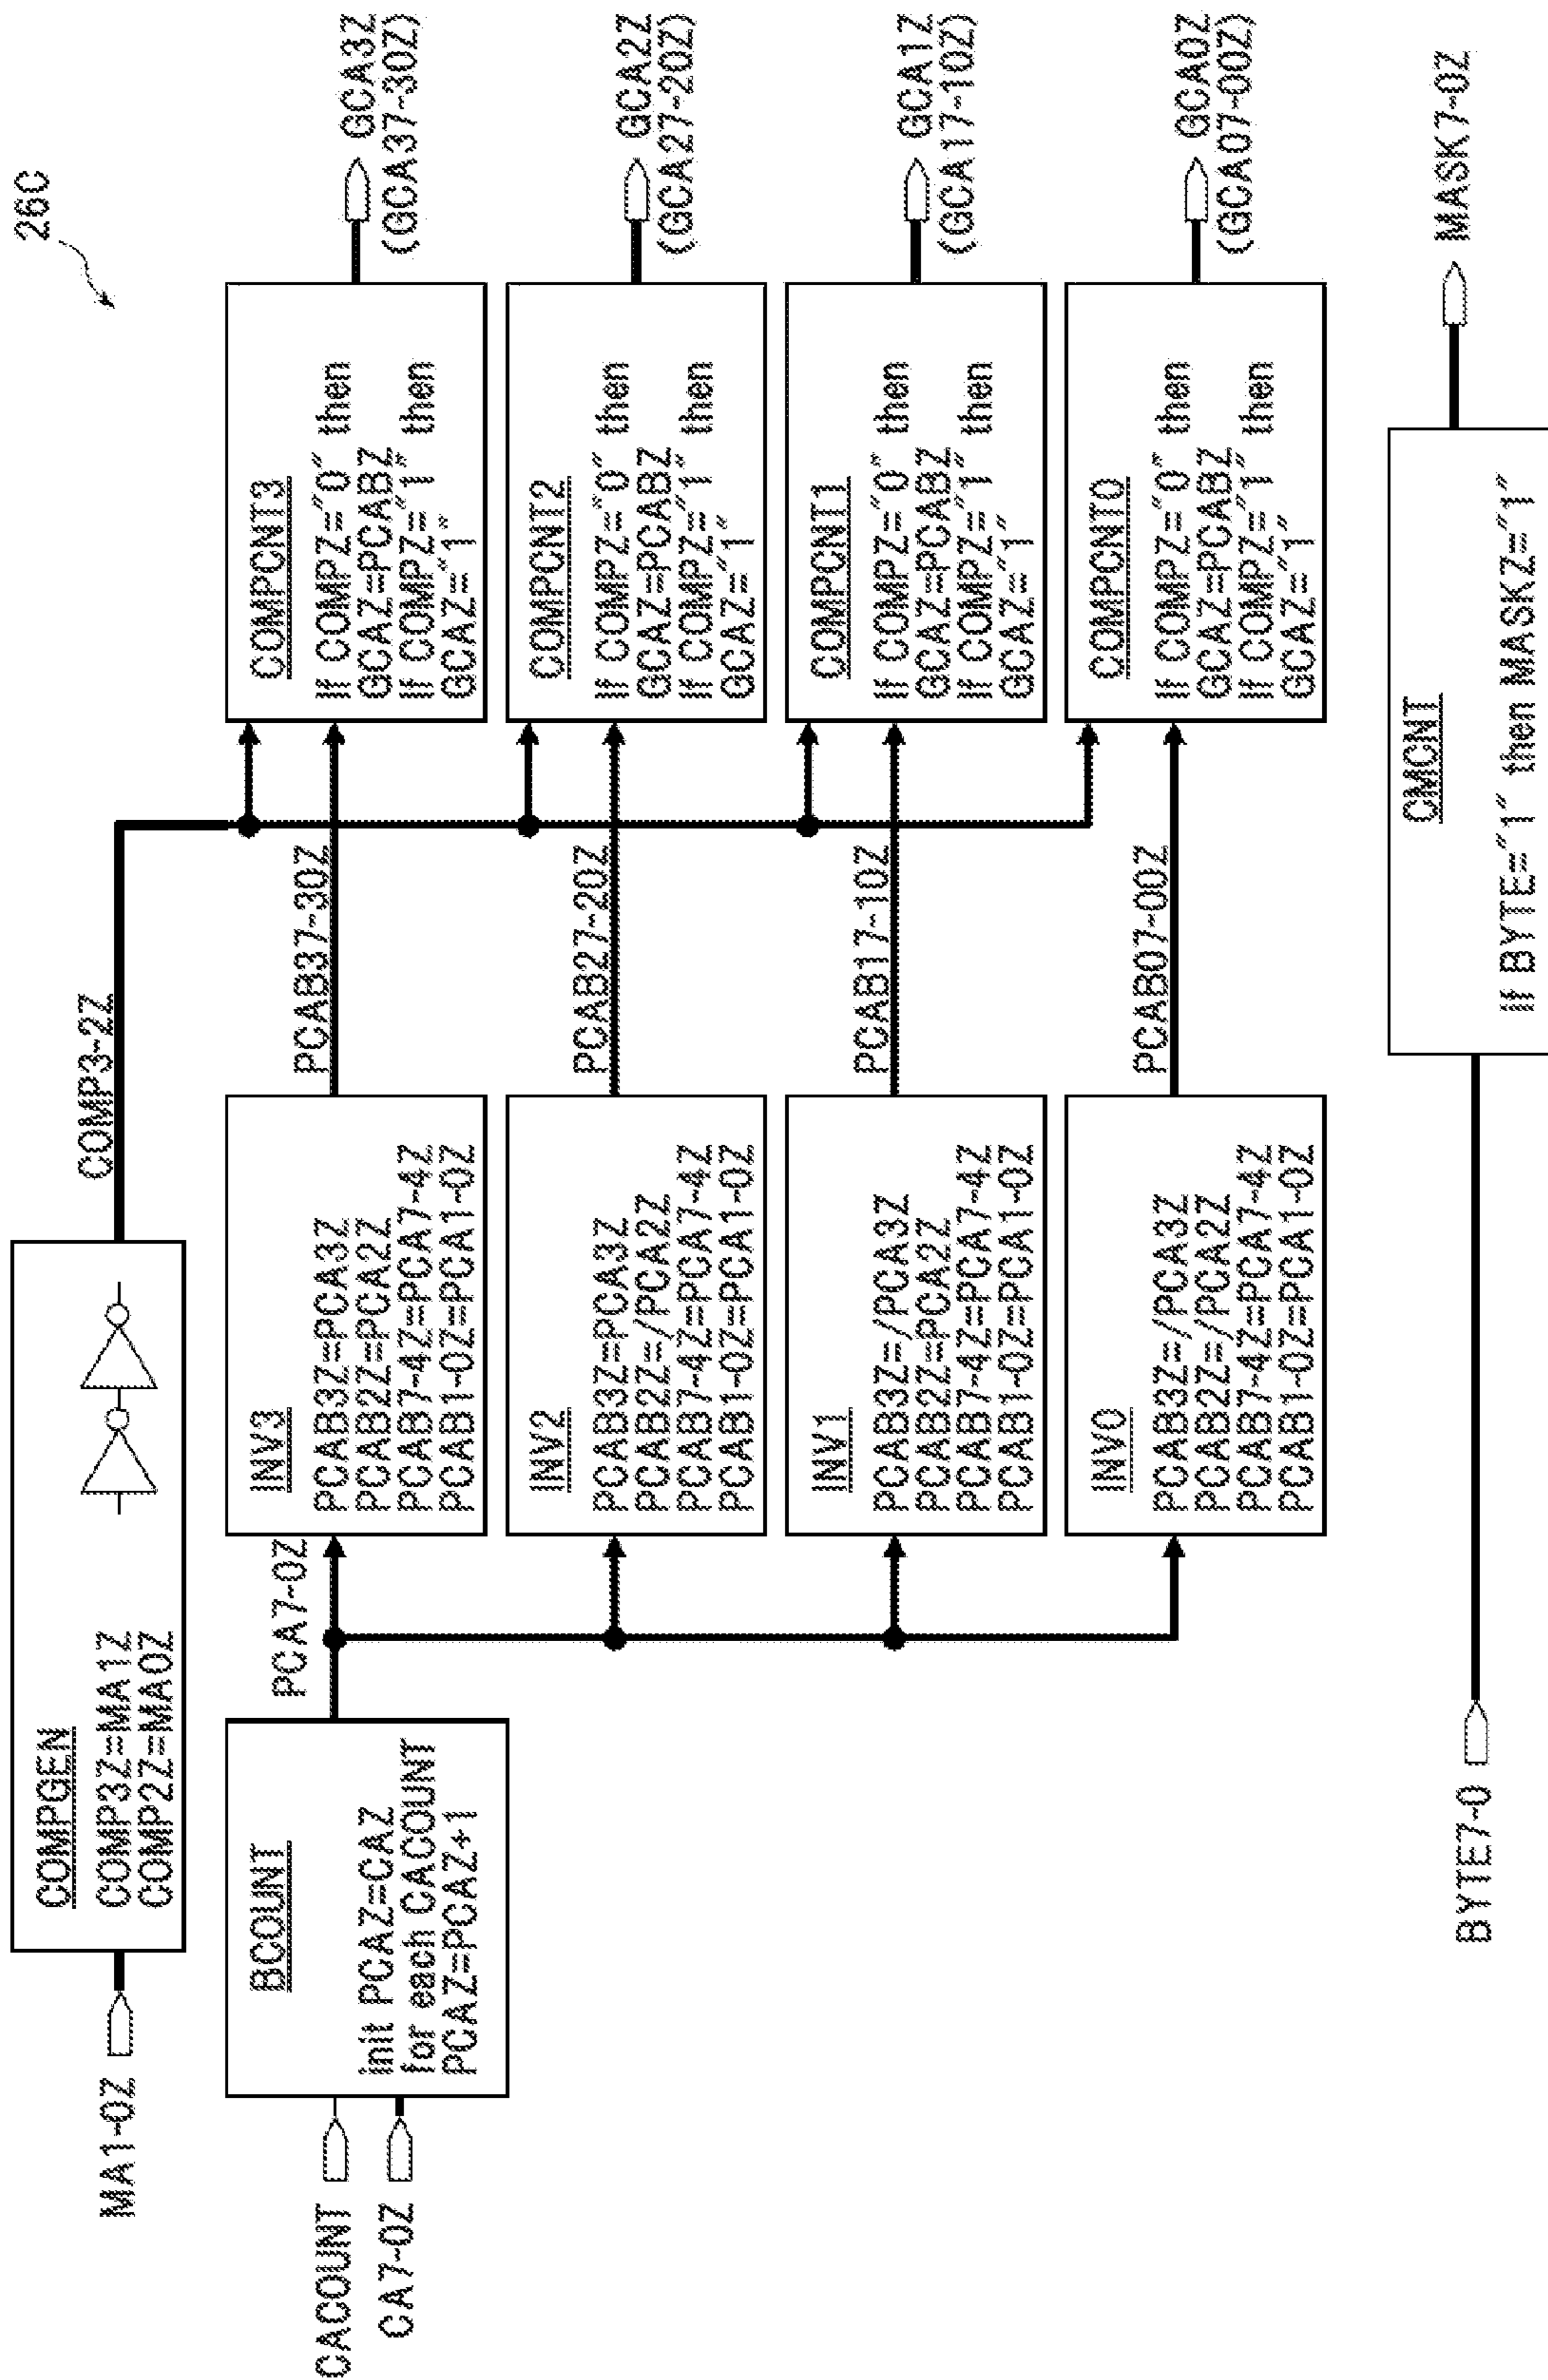 26C
MA1-0Z
COMPGEN
COMP3Z=MA1Z
COMP2Z=MA0Z
COMP3-2Z
CACOUNT
CA7-0Z
BCOUNT
init PCAZ=CAZ
for each CACOUNT
PCAZ=PCAZ+1
PCA7-0Z
INV3
PCAB3Z=PCA3Z
PCAB2Z=PCA2Z
PCAB7-4Z=PCA7-4Z
PCAB1-0Z=PCA1-0Z
PCAB37-30Z
COMPCNT3
If COMPZ="0" then
GCAZ=PCABZ
If COMPZ="1" then
GCAZ="1"
GCA3Z
(GCA37-30Z)
INV2
PCAB3Z=PCA3Z
PCAB2Z=/PCA2Z
PCAB7-4Z=PCA7-4Z
PCAB1-0Z=PCA1-0Z
PCAB27-20Z
COMPCNT2
If COMPZ="0" then
GCAZ=PCABZ
If COMPZ="1" then
GCAZ="1"
GCA2Z
(GCA27-20Z)
INV1
PCAB3Z=/PCA3Z
PCAB2Z=PCA2Z
PCAB7-4Z=PCA7-4Z
PCAB1-0Z=PCA1-0Z
PCAB17-10Z
COMPCNT1
If COMPZ="0" then
GCAZ=PCABZ
If COMPZ="1" then
GCAZ="1"
GCA1Z
(GCA17-10Z)
INV0
PCAB3Z=/PCA3Z
PCAB2Z=/PCA2Z
PCAB7-4Z=PCA7-4Z
PCAB1-0Z=PCA1-0Z
PCAB07-00Z
COMPCNT0
If COMPZ="0" then
GCAZ=PCABZ
If COMPZ="1" then
GCAZ="1"
GCA0Z
(GCA07-00Z)
BYTE7-0
CMCNT
If BYTE="1" then MASKZ="1"
MASK7-0Z